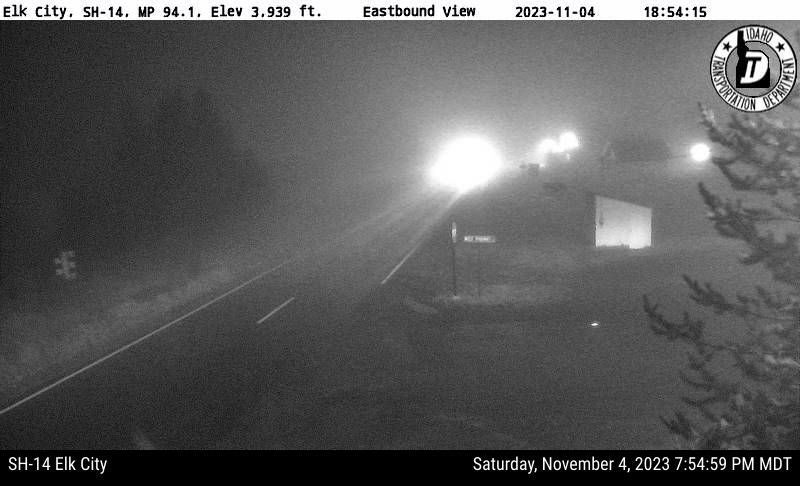 Elk City, SH-14, MP 94.1, Elev 3,939 ft. Eastbound View 2023-11-04 18:54:15
IDAHO
TRANSPORTATION DEPARTMENT
SH-14 Elk City
Saturday, November 4, 2023 7:54:59 PM MDT